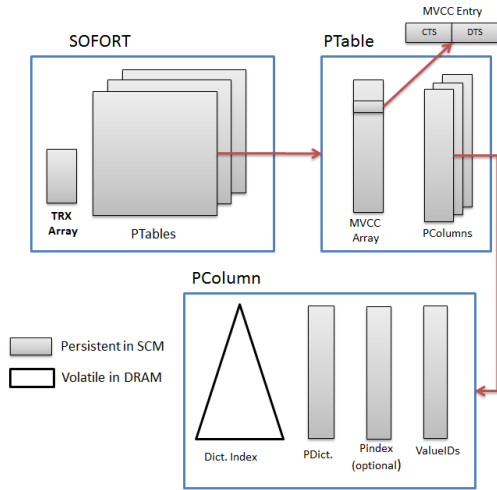 MVCC Entry
CTS DTS
SOFORT
PTable
TRX
Array
PTables
MVCC
Array
PColumns
PColumn
Persistent in SCM
Volatile in DRAM
Dict. Index
PDict.
Pindex
(optional)
ValueIDs